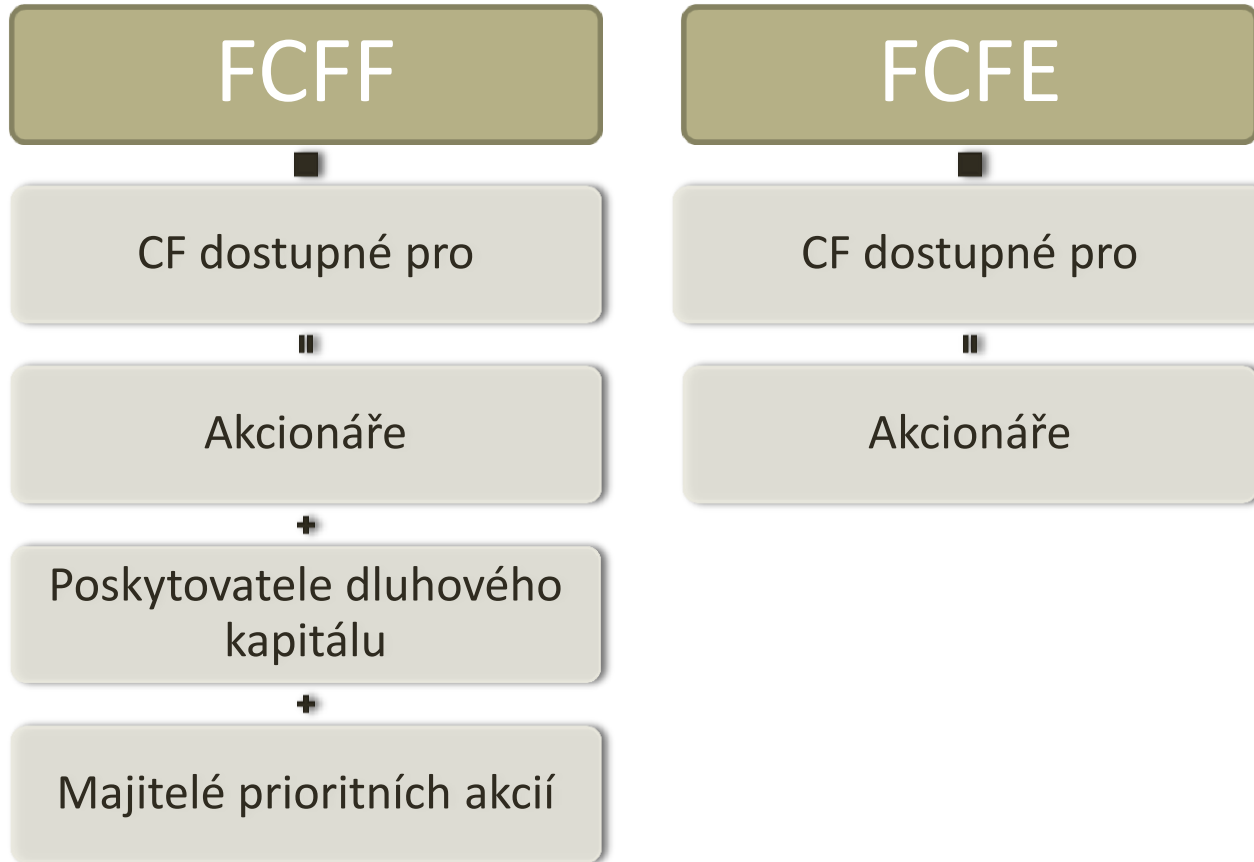 FCFF
CF dostupné pro
Akcionáře
Poskytovatele dluhového
kapitálu
Majitelé prioritních akcií
FCFE
CF dostupné pro
Akcionáře